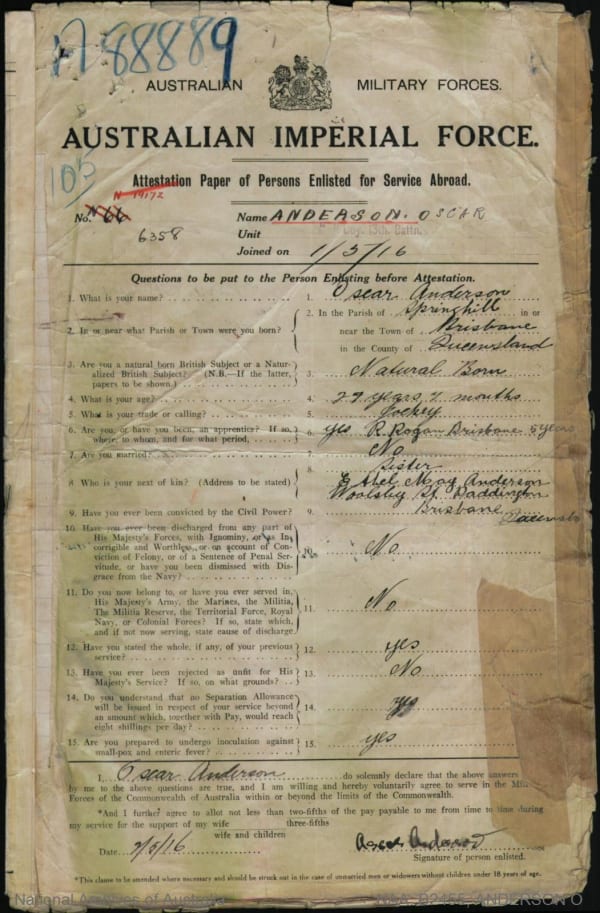 A 88889
AUSTRALIAN MILITARY FORCES.
AUSTRALIAN IMPERIAL FORCE.
105
Attestation Paper of Persons Enlisted for Service Abroad.
N 19172
No. 66
Name ANDERSON. OSCAR
6358
Unit 13th. Battn.
Joined on 1/5/16
Questions to be put to the Person Enlisting before Attestation.
1. What is your name? 1. Oscar Anderson
2. In or near what Parish or Town were you born? 2. In the Parish of Springhill in or
near the Town of Brisbane
in the County of Queensland
3. Are you a natural born British Subject or a Natur-
alized British Subject? (N.B.—If the latter, 3. Natural Born
papers to be shown.)
4. What is your age? 4. 29 years, 7 months
5. What is your trade or calling? 5. Jockey
6. Are you, or have you been, an apprentice? If so, 6. yes R. Rogan Brisbane 5 years
where, to whom, and for what period,
7. Are you married? 7. No
8. Who is your next of kin? (Address to be stated) 8. Sister
Ethel May Anderson
Woolsby St. Paddington
Brisbane
9. Have you ever been convicted by the Civil Power? 9.
10. Have you ever been discharged from any part of
His Majesty's Forces, with Ignominy, or as In-
corrigible and Worthless, or on account of Con- 10. No
viction of Felony, or of a Sentence of Penal Ser-
vitude, or have you been Dismissed with Dis-
grace from the Navy?
11. Do you now belong to, or have you ever served in,
His Majesty's Army, the Marines, the Militia,
The Militia Reserve, the Territorial Force, Royal 11. No
Navy, or Colonial Forces? If so, state which,
and if not now serving, state cause of discharge
12. Have you stated the whole, if any, of your previous 12. yes
service?
13. Have you ever been rejected as unfit for His 13. No
Majesty's Service? If so, on what grounds?
14. Do you understand that no Separation Allowance
will be issued in respect of your service beyond 14. yes
an amount which, together with Pay, would reach
eight shillings per day?
15. Are you prepared to undergo inoculation against 15. yes
small-pox and enteric fever?
I, Oscar Anderson do solemnly declare that the above answers
by me to the above questions are true, and I am willing and hereby voluntarily agree to serve in the
Forces of the Commonwealth of Australia within or beyond the limits of the Commonwealth.
*And I further agree to allot not less than two-fifths of the pay payable to me from time to time during
three-fifths
my service for the support of my wife
wife and children
Date Oscar Anderson
Signature of person enlisted.
*This clause to be amended where necessary and should be struck out in the case of unmarried men or widowers without children under 18 years of age.
National Archives of Australia NAA: B2455, ANDERSON O